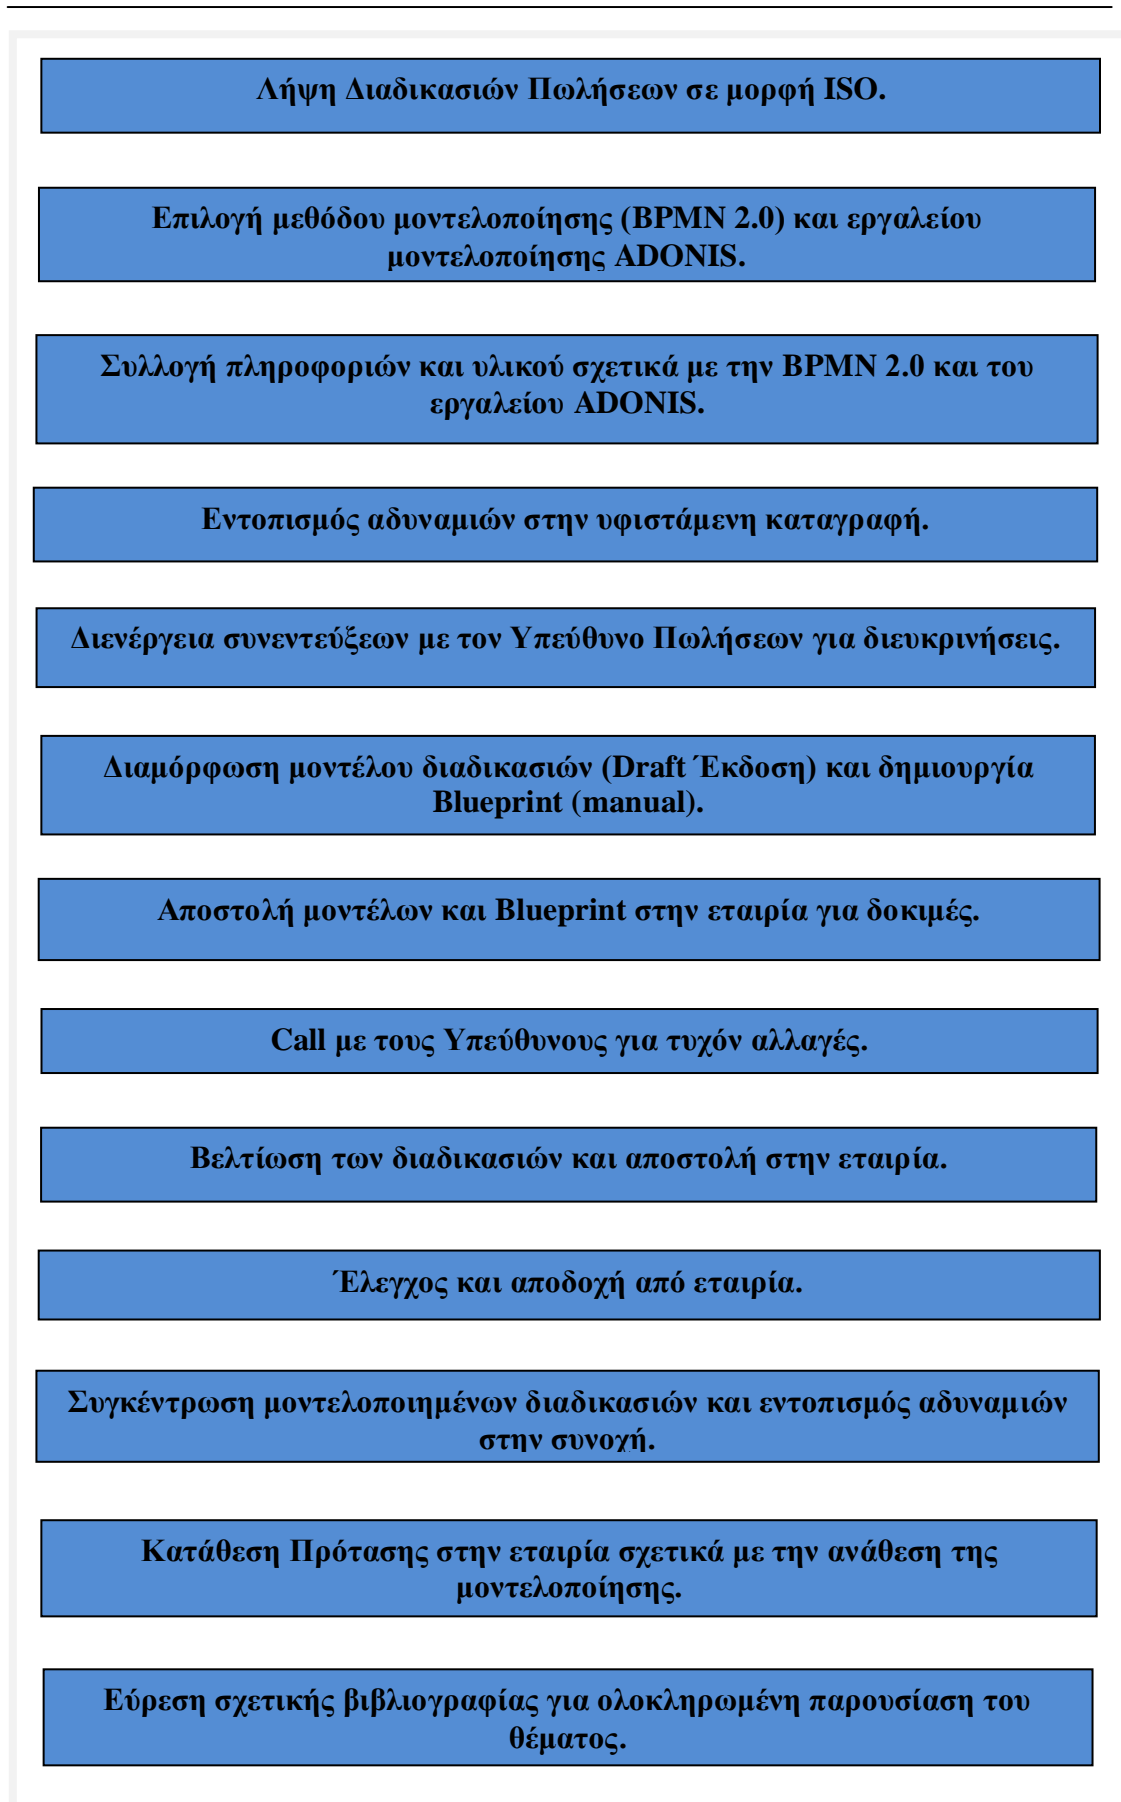 Λήψη Διαδικασιών Πωλήσεων σε μορφή ISO.
Επιλογή μεθόδου μοντελοποίησης (BPMN 2.0) και εργαλείου
μοντελοποίησης ADONIS.
Συλλογή πληροφοριών και υλικού σχετικά με την BPMN 2.0 και του
εργαλείου ADONIS.
Εντοπισμός αδυναμιών στην υφιστάμενη καταγραφή.
Διενέργεια συνεντεύξεων με τον Υπεύθυνο Πωλήσεων για διευκρινήσεις.
Διαμόρφωση μοντέλου διαδικασιών (Draft Έκδοση) και δημιουργία
Blueprint (manual).
Αποστολή μοντέλων και Blueprint στην εταιρία για δοκιμές.
Call με τους Υπεύθυνους για τυχόν αλλαγές.
Βελτίωση των διαδικασιών και αποστολή στην εταιρία.
Έλεγχος και αποδοχή από εταιρία.
Συγκέντρωση μοντελοποιημένων διαδικασιών και εντοπισμός αδυναμιών
στην συνοχή.
Κατάθεση Πρότασης στην εταιρία σχετικά με την ανάθεση της
μοντελοποίησης.
Εύρεση σχετικής βιβλιογραφίας για ολοκληρωμένη παρουσίαση του
θέματος.